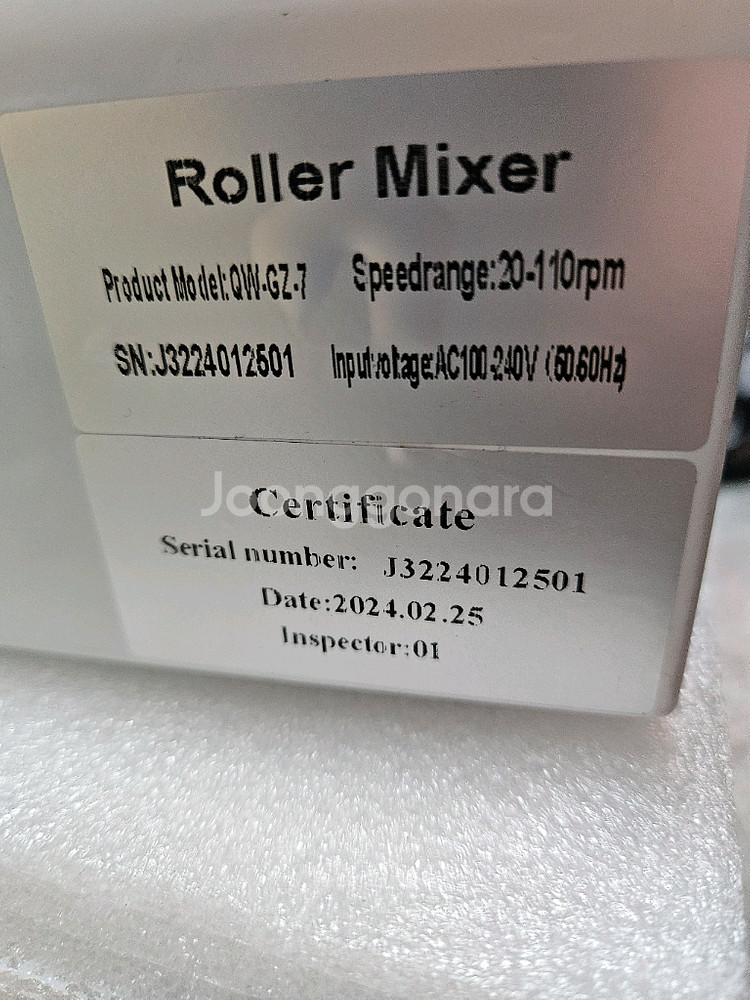 Roller Mixer
Product Model:QW-GZ-7 Speedrange:20-110rpm
SN:J3224012501 Inputvoltage:AC100-240V (50.60Hz)
Joonggonara
Certificate
Serial number: J3224012501
Date:2024.02.25
Inspector:01